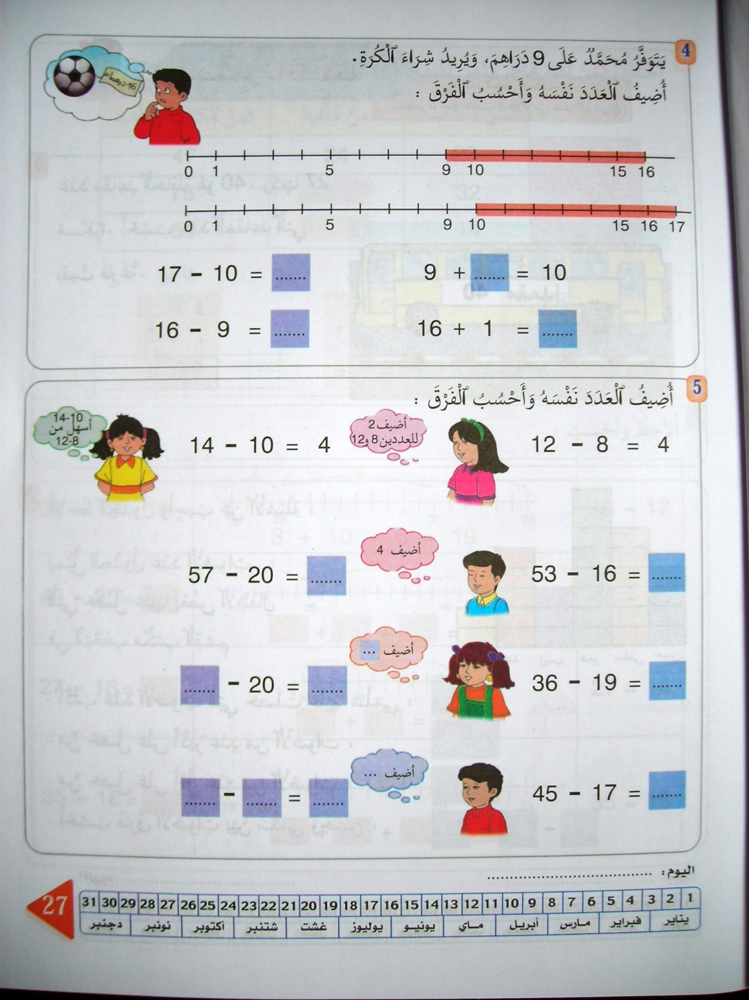 4
يَتَوَفَّرُ مُحَمَّدٌ عَلَى 9 دَرَاهِمَ، وَيُرِيدُ شِرَاءَ ٱلْكُرَةِ.
16 درهما
أُضِيفُ ٱلْعَدَدَ نَفْسَهُ وَأَحْسُبُ ٱلْفَرْقَ :
0 1 5 9 10 15 16
0 1 5 9 10 15 16 17
17 - 10 = ....... 9 + ....... = 10
16 - 9 = ....... 16 + 1 = .......
5
أُضِيفُ ٱلْعَدَدَ نَفْسَهُ وَأَحْسُبُ ٱلْفَرْقَ :
12 - 8 = 4
أضيف 2
للعددين 8 و12
14 - 10 = 4
14-10
أسهل من
12-8
53 - 16 = .......
أضيف 4
57 - 20 = .......
36 - 19 = .......
أضيف ...
....... - 20 = .......
45 - 17 = .......
أضيف ...
....... - ....... = .......
اليوم : ..................................
31 30 29 28 27 26 25 24 23 22 21 20 19 18 17 16 15 14 13 12 11 10 9 8 7 6 5 4 3 2 1
يناير فبراير مارس أبريل ماي يونيو يوليوز غشت شتنبر أكتوبر نونبر دجنبر
27